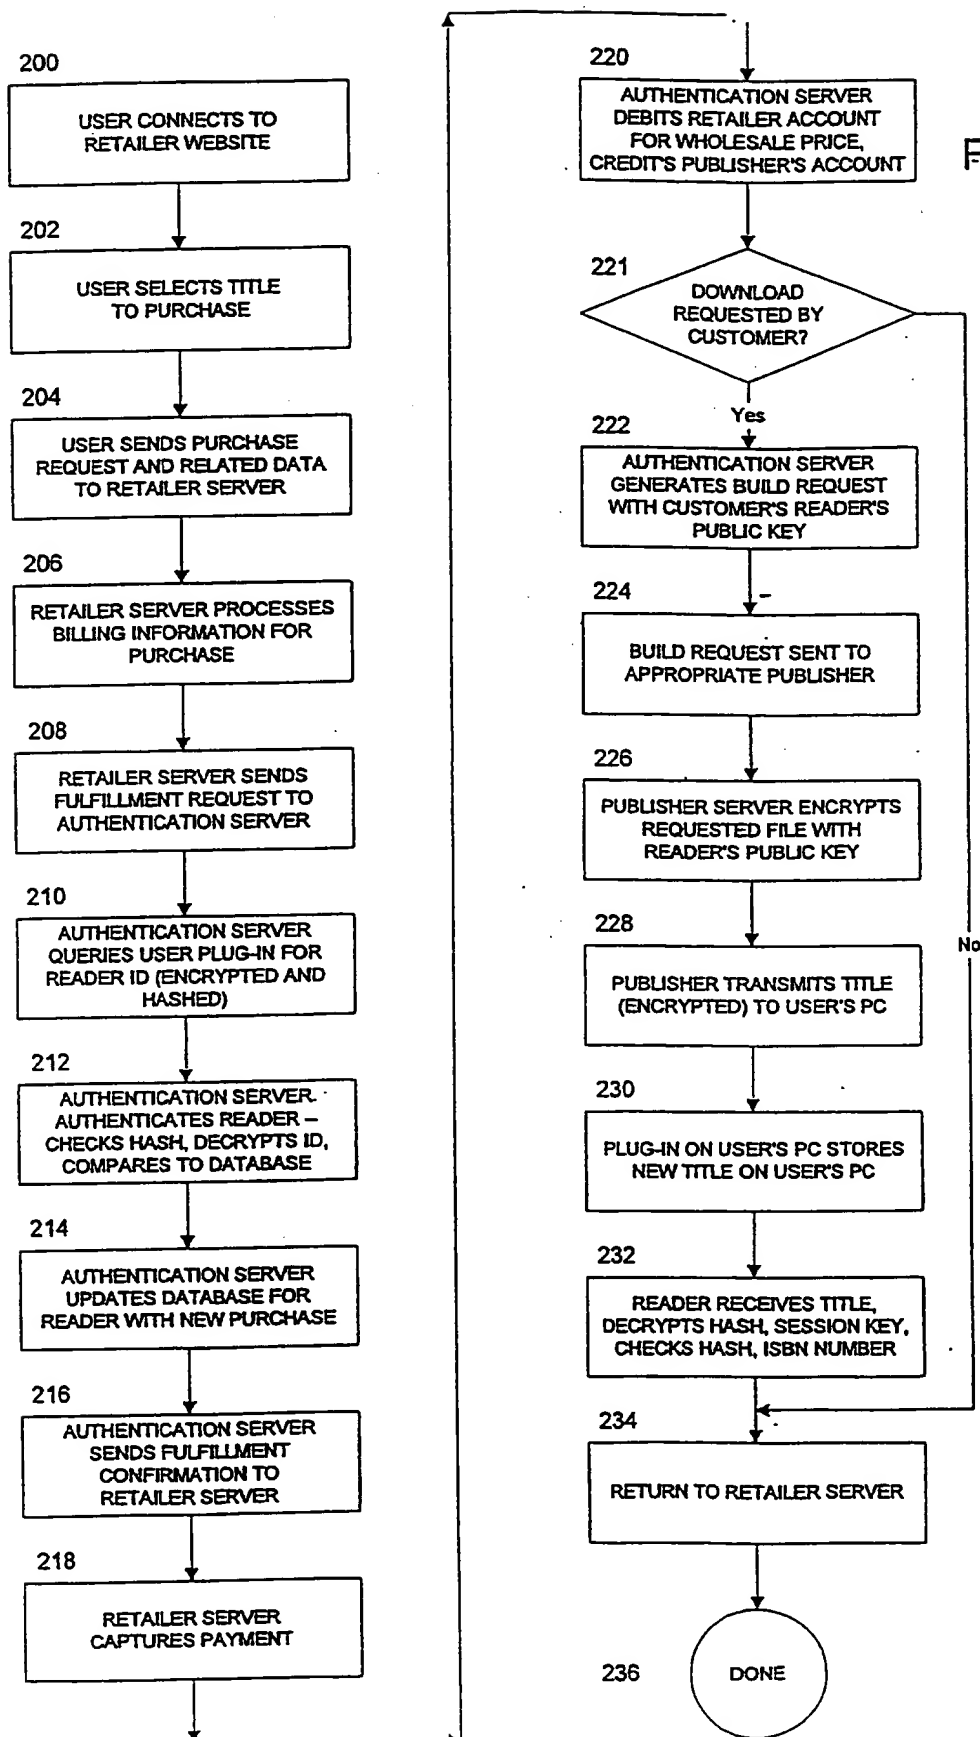 200
USER CONNECTS TO
RETAILER WEBSITE
202
USER SELECTS TITLE
TO PURCHASE
204
USER SENDS PURCHASE
REQUEST AND RELATED DATA
TO RETAILER SERVER
206
RETAILER SERVER PROCESSES
BILLING INFORMATION FOR
PURCHASE
208
RETAILER SERVER SENDS
FULFILLMENT REQUEST TO
AUTHENTICATION SERVER
210
AUTHENTICATION SERVER
QUERIES USER PLUG-IN FOR
READER ID (ENCRYPTED AND
HASHED)
212
AUTHENTICATION SERVER
AUTHENTICATES READER –
CHECKS HASH, DECRYPTS ID,
COMPARES TO DATABASE
214
AUTHENTICATION SERVER
UPDATES DATABASE FOR
READER WITH NEW PURCHASE
216
AUTHENTICATION SERVER
SENDS FULFILLMENT
CONFIRMATION TO
RETAILER SERVER
218
RETAILER SERVER
CAPTURES PAYMENT
220
AUTHENTICATION SERVER
DEBITS RETAILER ACCOUNT
FOR WHOLESALE PRICE,
CREDIT'S PUBLISHER'S ACCOUNT
221
DOWNLOAD
REQUESTED BY
CUSTOMER?
Yes
No
222
AUTHENTICATION SERVER
GENERATES BUILD REQUEST
WITH CUSTOMER'S READER'S
PUBLIC KEY
224
BUILD REQUEST SENT TO
APPROPRIATE PUBLISHER
226
PUBLISHER SERVER ENCRYPTS
REQUESTED FILE WITH
READER'S PUBLIC KEY
228
PUBLISHER TRANSMITS TITLE
(ENCRYPTED) TO USER'S PC
230
PLUG-IN ON USER'S PC STORES
NEW TITLE ON USER'S PC
232
READER RECEIVES TITLE,
DECRYPTS HASH, SESSION KEY,
CHECKS HASH, ISBN NUMBER
234
RETURN TO RETAILER SERVER
236
DONE